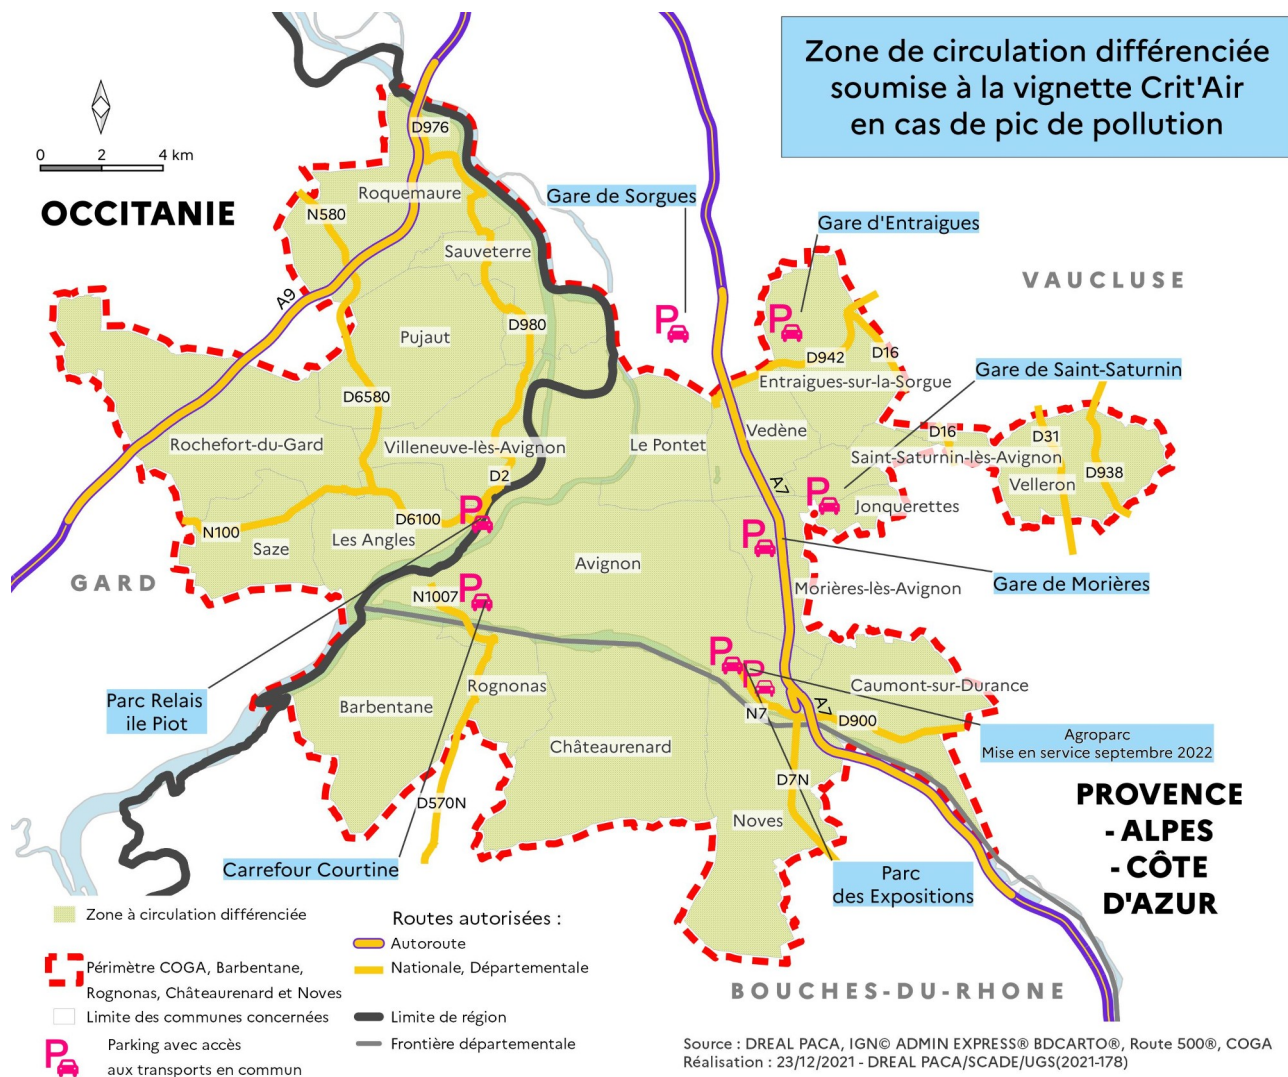 Zone de circulation différenciée
soumise à la vignette Crit'Air
en cas de pic de pollution
0 2 4 km
OCCITANIE
D976
Roquemaure
N580
Gare de Sorgues
Gare d'Entraigues
Sauveterre
VAUCLUSE
A9
P
P
D980
Pujaut
D942
D16
Entraigues-sur-la-Sorgue
Gare de Saint-Saturnin
D6580
Rochefort-du-Gard
Villeneuve-lès-Avignon
Le Pontet
Vedène
D16
D31
Saint-Saturnin-lès-Avignon
D938
Velleron
D2
A7
P
Jonquerettes
P
D6100
N100
Les Angles
Saze
P
Avignon
GARD
Gare de Morières
Morières-lès-Avignon
P
N1007
P
P
Parc Relais
ile Piot
Rognonas
Barbentane
Caumont-sur-Durance
A7
N7
D900
Agroparc
Mise en service septembre 2022
Châteaurenard
D7N
D570N
Noves
PROVENCE
- ALPES
- CÔTE
D'AZUR
Carrefour Courtine
Parc
des Expositions
BOUCHES-DU-RHONE
Zone à circulation différenciée
Périmètre COGA, Barbentane,
Rognonas, Châteaurenard et Noves
Limite des communes concernées
P
Parking avec accès
aux transports en commun
Routes autorisées :
Autoroute
Nationale, Départementale
Limite de région
Frontière départementale
Source : DREAL PACA, IGN© ADMIN EXPRESS® BDCARTO®, Route 500®, COGA
Réalisation : 23/12/2021 - DREAL PACA/SCADE/UGS(2021-178)